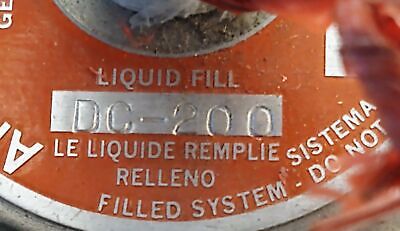 LIQUID FILL
DC-200
LE LIQUIDE REMPLIE
RELLENO
SISTEMA
FILLED SYSTEM - DO NOT